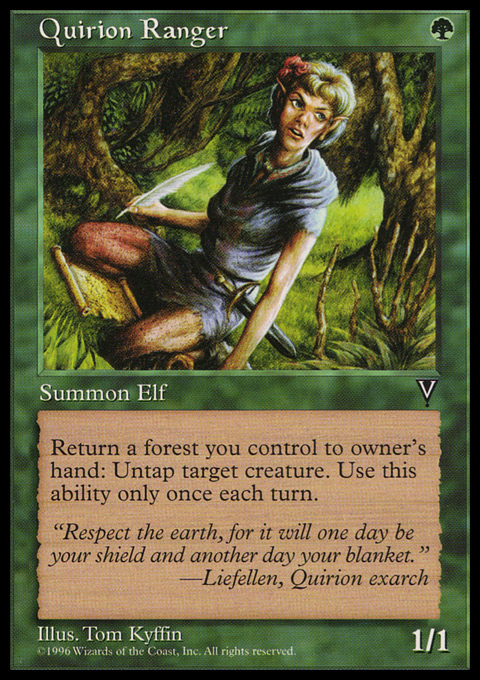 Quirion Ranger
Summon Elf
V
Return a forest you control to owner's
hand: Untap target creature. Use this
ability only once each turn.
“Respect the earth, for it will one day be
your shield and another day your blanket.”
—Liefellen, Quirion exarch
Illus. Tom Kyffin
1/1
©1996 Wizards of the Coast, Inc. All rights reserved.